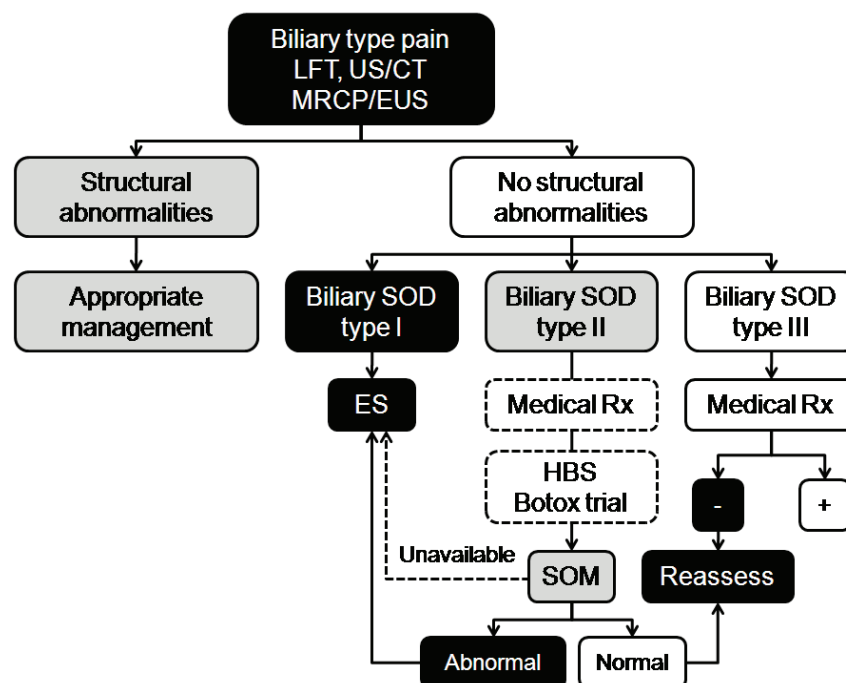 Biliary type pain
LFT, US/CT
MRCP/EUS
Structural
abnormalities
No structural
abnormalities
Appropriate
management
Biliary SOD
type I
Biliary SOD
type II
Biliary SOD
type III
ES
Medical Rx
Medical Rx
HBS
Botox trial
-
+
Unavailable
SOM
Reassess
Abnormal
Normal